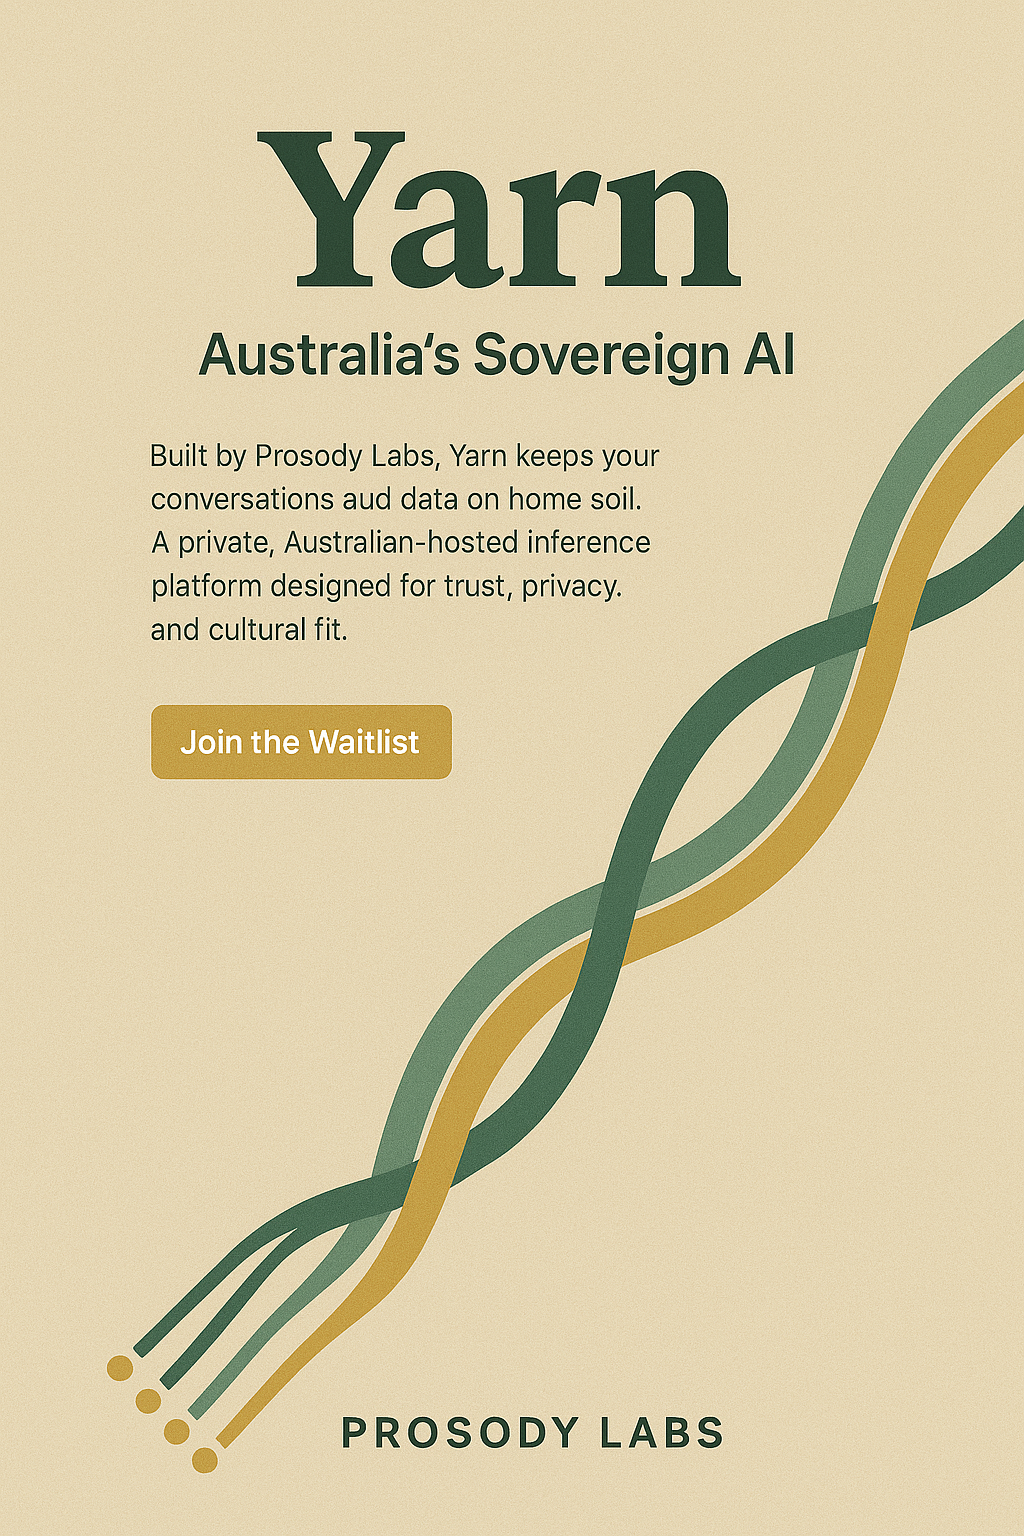 Yarn
Australia‘s Sovereign AI
Built by Prosody Labs, Yarn keeps your
conversations aud data on home soil.
A private, Australian-hosted inference
platform designed for trust, privacy.
and cultural fit.
Join the Waitlist
PROSODY LABS